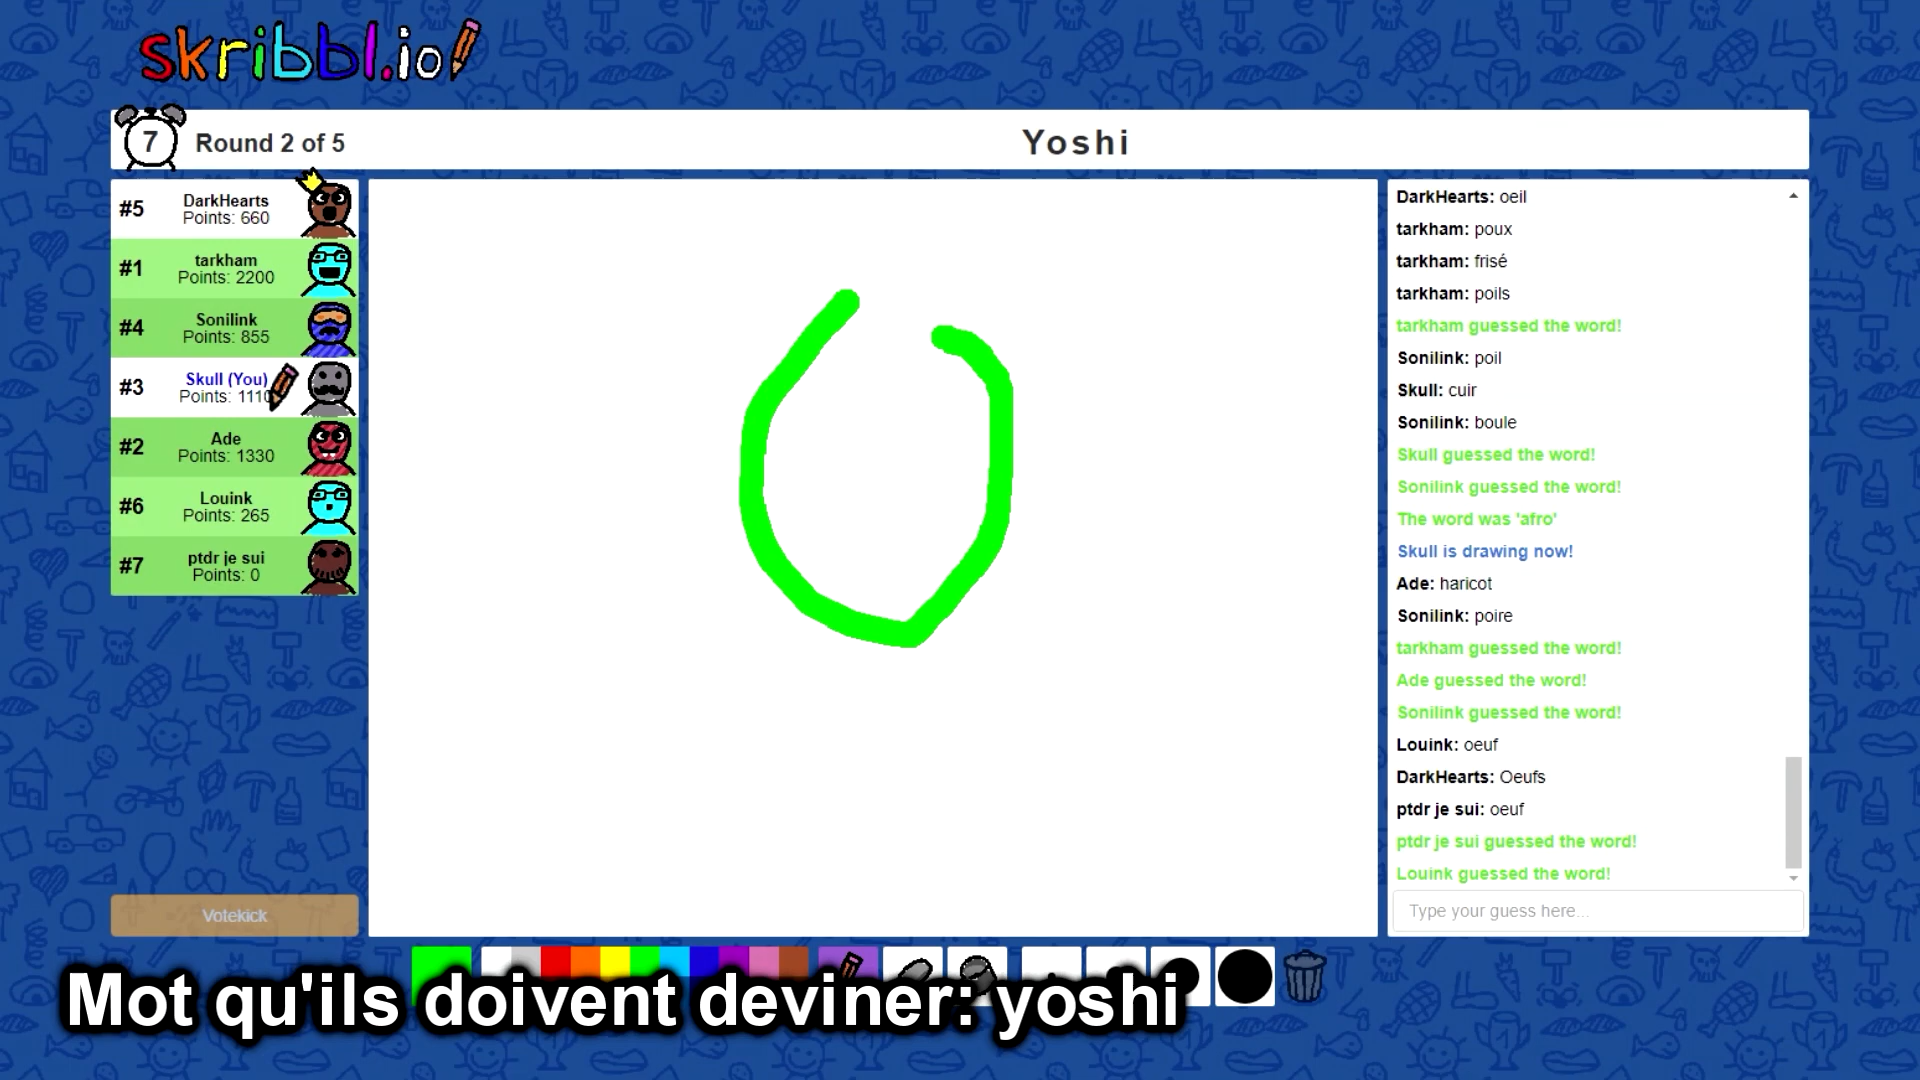 skribbl.io
7
Round 2 of 5
Yoshi
#5
DarkHearts
Points: 660
#1
tarkham
Points: 2200
#4
Sonilink
Points: 855
#3
Skull (You)
Points: 1110
#2
Ade
Points: 1330
#6
Louink
Points: 265
#7
ptdr je sui
Points: 0
Votekick
DarkHearts: oeil
tarkham: poux
tarkham: frisé
tarkham: poils
tarkham guessed the word!
Sonilink: poil
Skull: cuir
Sonilink: boule
Skull guessed the word!
Sonilink guessed the word!
The word was 'afro'
Skull is drawing now!
Ade: haricot
Sonilink: poire
tarkham guessed the word!
Ade guessed the word!
Sonilink guessed the word!
Louink: oeuf
DarkHearts: Oeufs
ptdr je sui: oeuf
ptdr je sui guessed the word!
Louink guessed the word!
Type your guess here...
Mot qu'ils doivent deviner: yoshi